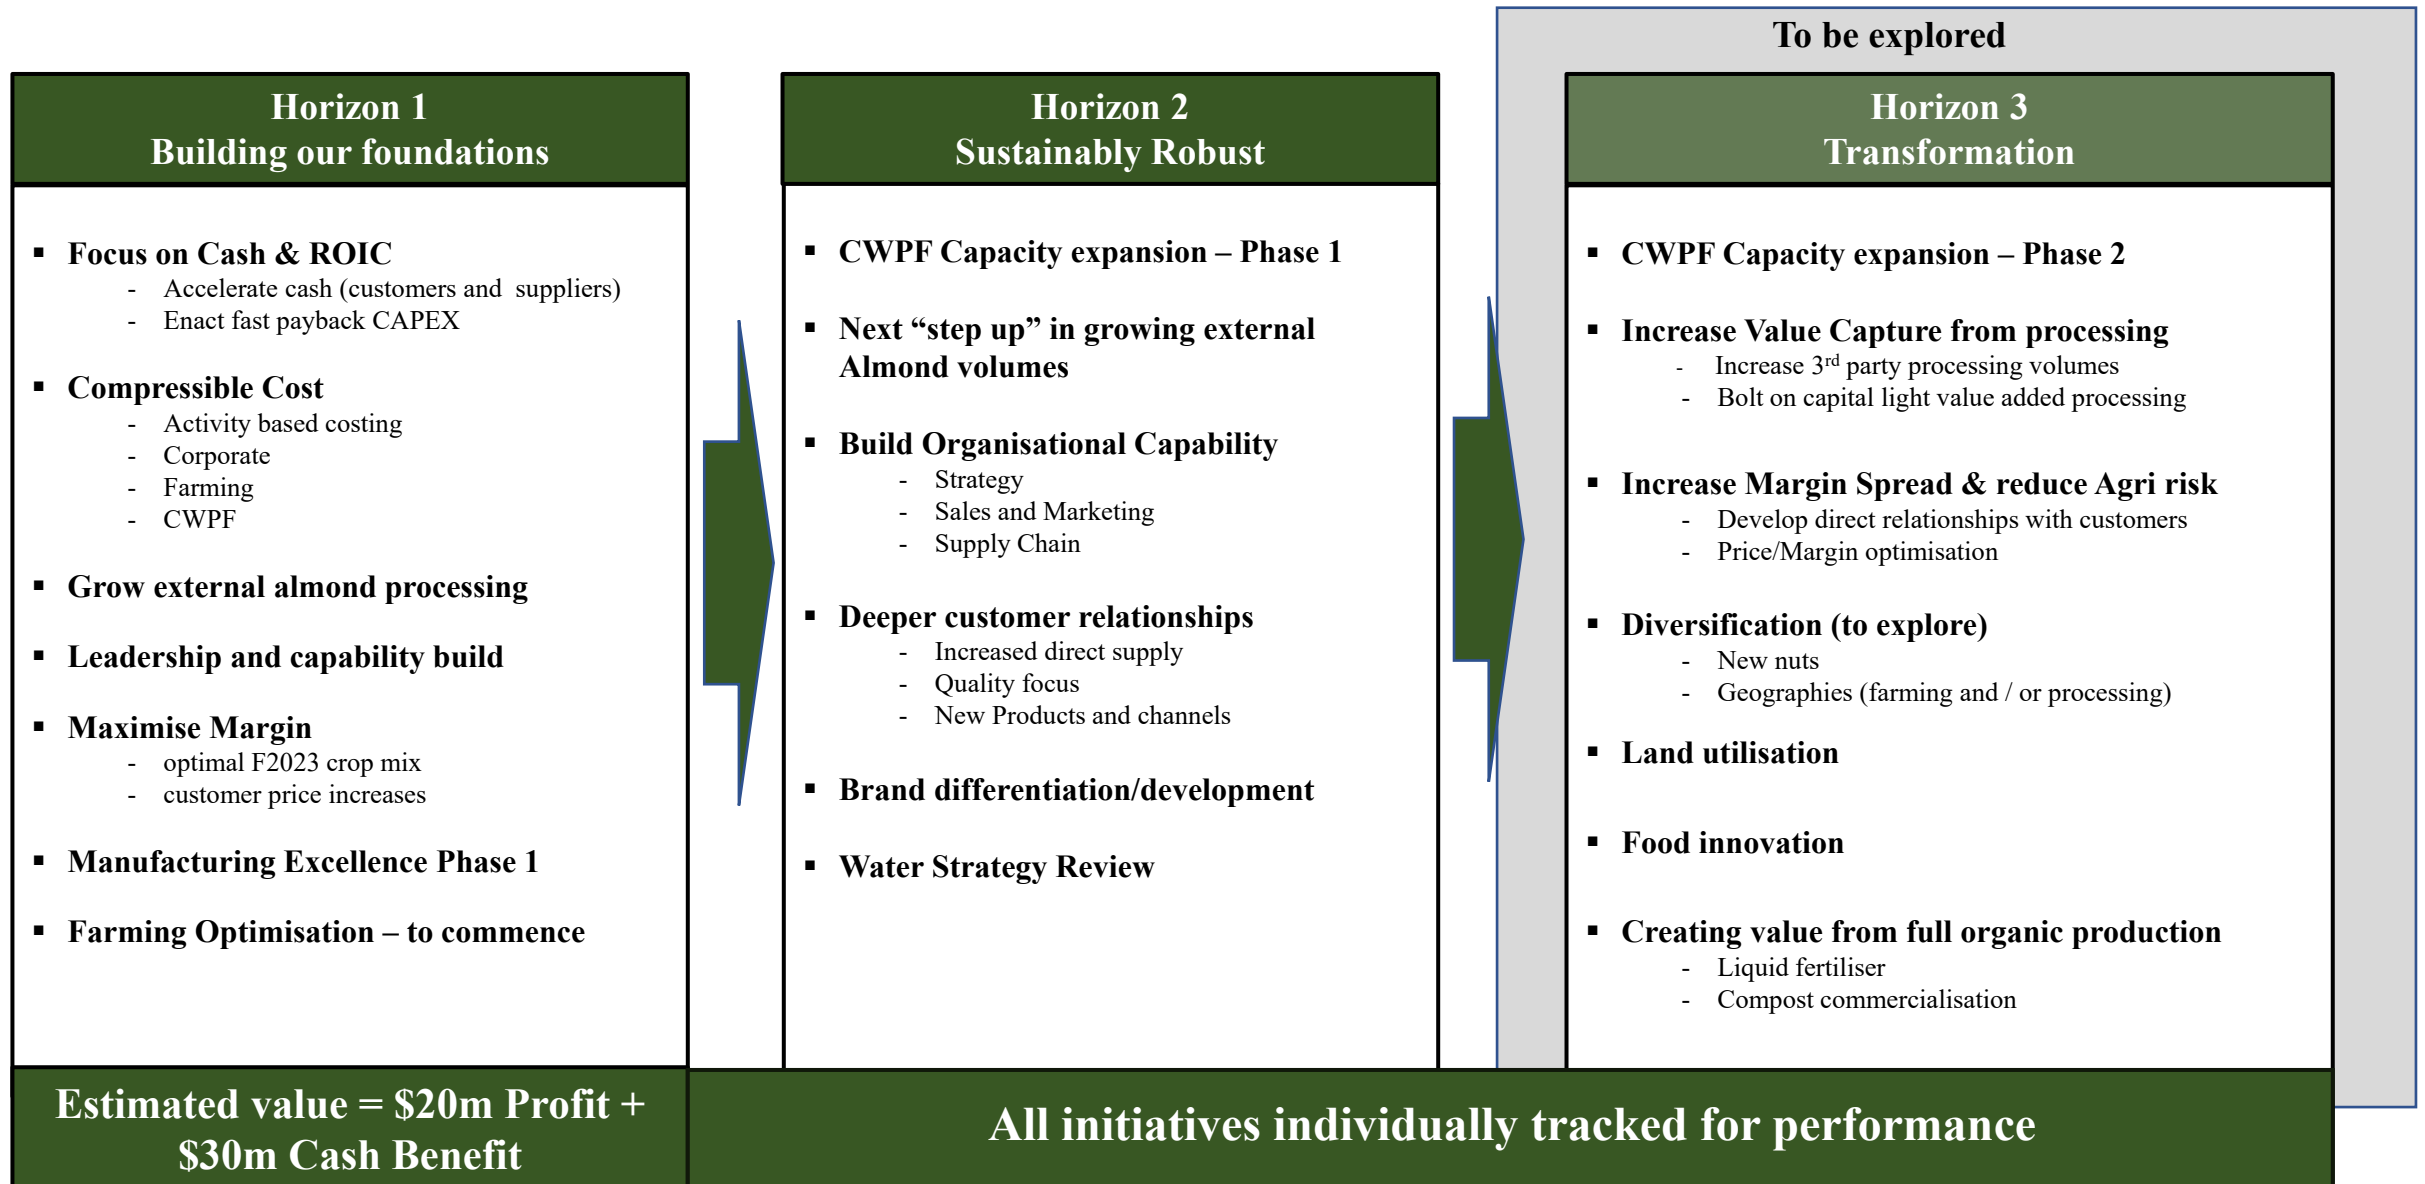 To be explored
Horizon 1
Building our foundations
▪ Focus on Cash & ROIC
- Accelerate cash (customers and suppliers)
- Enact fast payback CAPEX
▪ Compressible Cost
- Activity based costing
- Corporate
- Farming
- CWPF
▪ Grow external almond processing
▪ Leadership and capability build
▪ Maximise Margin
- optimal F2023 crop mix
- customer price increases
▪ Manufacturing Excellence Phase 1
▪ Farming Optimisation – to commence
Estimated value = $20m Profit +
$30m Cash Benefit
Horizon 2
Sustainably Robust
▪ CWPF Capacity expansion – Phase 1
▪ Next “step up” in growing external
Almond volumes
▪ Build Organisational Capability
- Strategy
- Sales and Marketing
- Supply Chain
▪ Deeper customer relationships
- Increased direct supply
- Quality focus
- New Products and channels
▪ Brand differentiation/development
▪ Water Strategy Review
Horizon 3
Transformation
▪ CWPF Capacity expansion – Phase 2
▪ Increase Value Capture from processing
- Increase 3rd party processing volumes
- Bolt on capital light value added processing
▪ Increase Margin Spread & reduce Agri risk
- Develop direct relationships with customers
- Price/Margin optimisation
▪ Diversification (to explore)
- New nuts
- Geographies (farming and / or processing)
▪ Land utilisation
▪ Food innovation
▪ Creating value from full organic production
- Liquid fertiliser
- Compost commercialisation
All initiatives individually tracked for performance